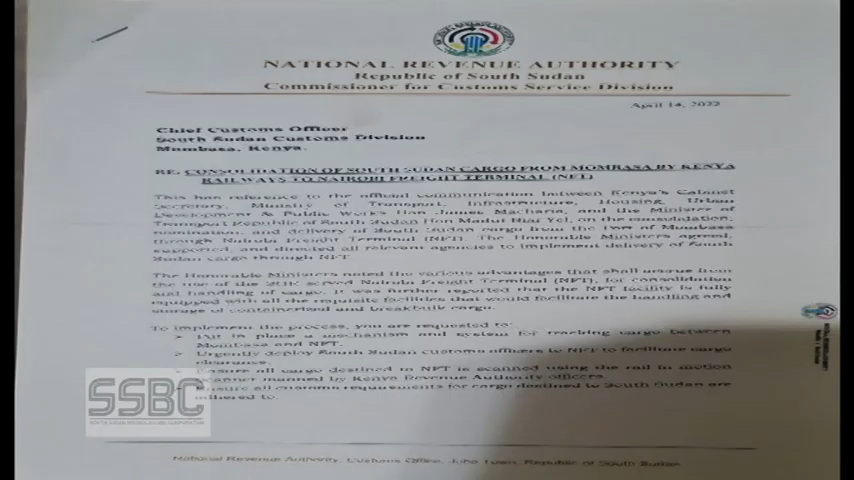 NATIONAL REVENUE AUTHORITY
Republic of South Sudan
Commissioner for Customs Service Division
April 14, 2022
Chief Customs Officer
South Sudan Customs Division
Mombasa, Kenya.
RE: CONSOLIDATION OF SOUTH SUDAN CARGO FROM MOMBASA BY KENYA
RAILWAYS TO NAIROBI FREIGHT TERMINAL (NFT)
This has reference to the official communication between Kenya's Cabinet
Secretary, Ministry of Transport, Infrastructure, Housing, Urban
Development & Public Works Hon James Macharia, and the Minister of
Transport Republic of South Sudan Hon Madut Biar Yel, on the
nomination, and delivery of South Sudan cargo from the Port of Mombasa
through Nairobi Freight Terminal (NFT). The Honorable Ministers agreed,
supported, and directed all relevant agencies to implement delivery of South
Sudan cargo through NFT.
The Honorable Ministers noted the various advantages that shall accrue from
the use of the SGR served Nairobi Freight Terminal (NFT), for consolidation
and handling of cargo. It was further reported that the NFT facility is fully
equipped with all the requisite facilities that would facilitate the handling and
storage of containerized and breakbulk cargo.
To implement the process, you are requested to:
➢ Put in place a mechanism and system for tracking cargo between
Mombasa and NFT.
➢ Urgently deploy South Sudan customs officers to NFT to facilitate cargo
clearance.
Ensure all cargo destined to NFT is scanned using the rail in motion
scanner manned by Kenya Revenue Authority officers.
Ensure all customs requirements for cargo destined to South Sudan are
adhered to.
SSBC
SOUTH SUDAN BROADCASTING CORPORATION
National Revenue Authority, Customs Office, Juba Town, Republic of South Sudan